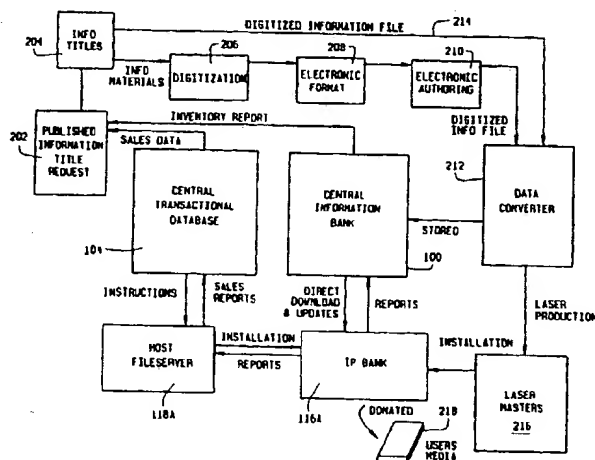 DIGITIZED INFORMATION FILE
214
204
INFO
TITLES
206
208
210
INFO
MATERIALS
DIGITIZATION
ELECTRONIC
FORMAT
ELECTRONIC
AUTHORING
202
PUBLISHED
INFORMATION
TITLE
REQUEST
INVENTORY REPORT
SALES DATA
DIGITIZED
INFO FILE
212
CENTRAL
TRANSACTIONAL
DATABASE
104
CENTRAL
INFORMATION
BANK
100
STORED
DATA
CONVERTER
INSTRUCTIONS
SALES
REPORTS
DIRECT
DOWNLOAD
& UPDATES
REPORTS
LASER
PRODUCTION
HOST
FILESERVER
118A
INSTALLATION
REPORTS
IP BANK
116A
INSTALLATION
LASER
MASTERS
216
DONATED
218
USERS
MEDIA